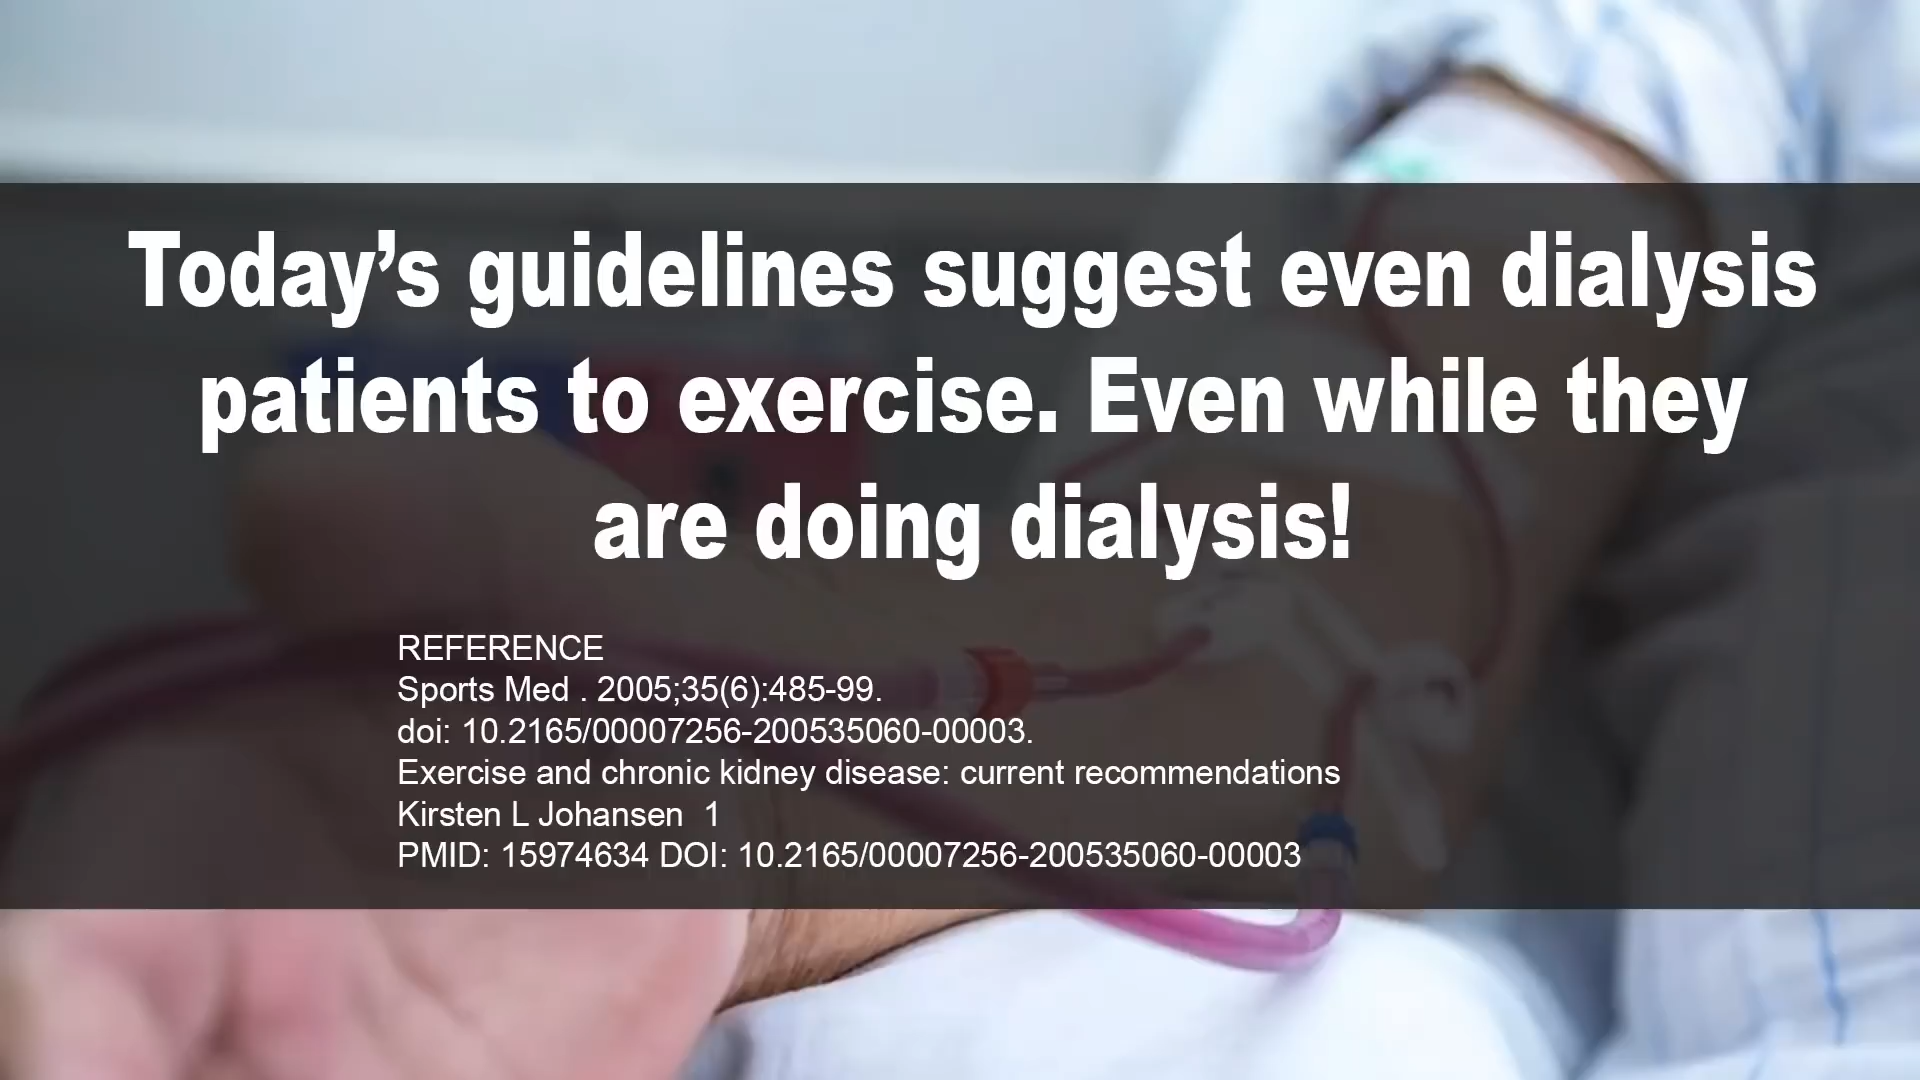 Today’s guidelines suggest even dialysis
patients to exercise. Even while they
are doing dialysis!
REFERENCE
Sports Med . 2005;35(6):485-99.
doi: 10.2165/00007256-200535060-00003.
Exercise and chronic kidney disease: current recommendations
Kirsten L Johansen  1
PMID: 15974634 DOI: 10.2165/00007256-200535060-00003